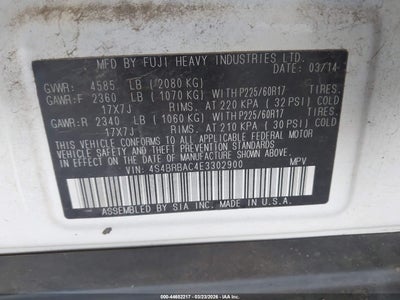 MFD BY FUJI HEAVY INDUSTRIES LTD. 03/14
GVWR: 4585 LB (2080 KG)
GAWR:F 2360 LB (1070 KG) WITH P225/60R17 TIRES.
17X7J RIMS. AT 220 KPA (32 PSI) COLD
GAWR:R 2340 LB (1060 KG) WITH P225/60R17 TIRES.
17X7J RIMS. AT 210 KPA (30 PSI) COLD
THIS VEHICLE CONFORMS TO ALL APPLICABLE FEDERAL MOTOR
VEHICLE SAFETY, BUMPER, AND THEFT PREVENTION STANDARDS
IN EFFECT ON THE DATE OF MANUFACTURE SHOWN ABOVE.
VIN: 4S4BRBAC4E3302900 MPV
ASSEMBLED BY SIA INC. MADE IN U.S.A.
000-44652217 - 03/23/2026 - IAA Inc.